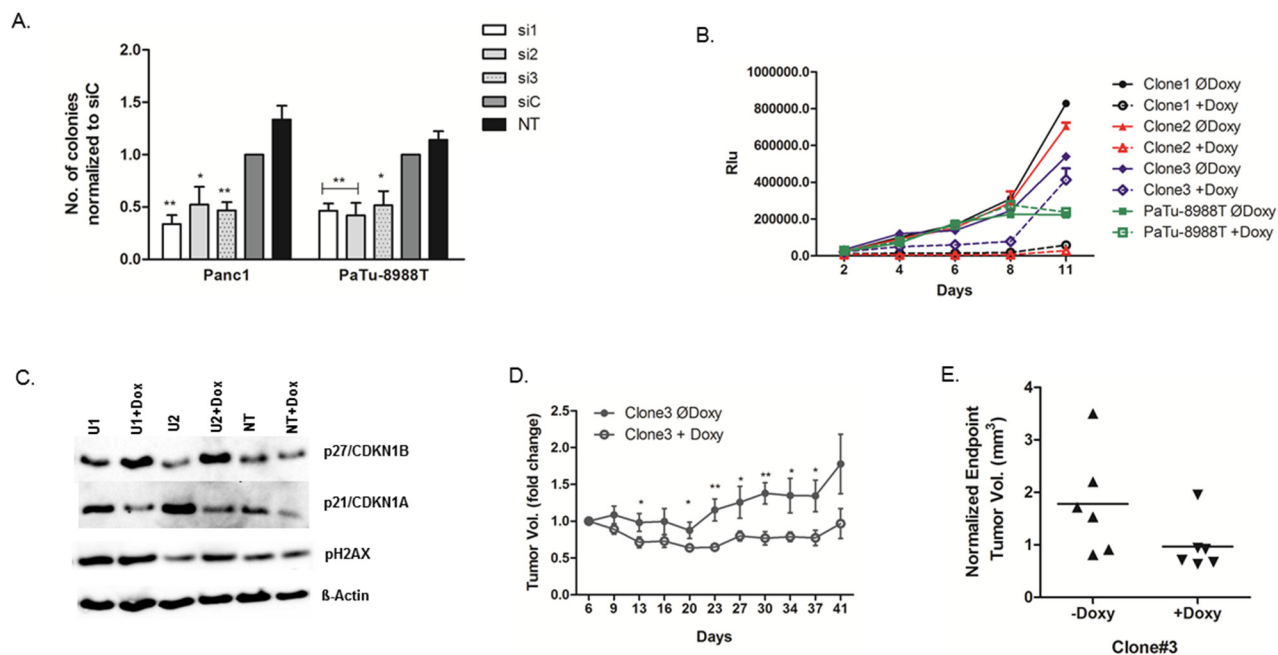 A.
No. of colonies
normalized to siC
2.0
1.5
1.0
0.5
0.0
** * ** ** *
Panc1 PaTu-8988T
si1
si2
si3
siC
NT
B.
Rlu
1000000.0
800000.0
600000.0
400000.0
200000.0
0.0
2 4 6 8 11
Days
Clone1 ØDoxy
Clone1 +Doxy
Clone2 ØDoxy
Clone2 +Doxy
Clone3 ØDoxy
Clone3 +Doxy
PaTu-8988T ØDoxy
PaTu-8988T +Doxy
C.
U1 U1+Dox U2 U2+Dox NT NT+Dox
p27/CDKN1B
p21/CDKN1A
pH2AX
ß-Actin
D.
Tumor Vol. (fold change)
2.5
2.0
1.5
1.0
0.5
0.0
Clone3 ØDoxy
Clone3 + Doxy
* * ** * ** * *
6 9 13 16 20 23 27 30 34 37 41
Days
E.
Normalized Endpoint
Tumor Vol. (mm³)
4
3
2
1
0
-Doxy +Doxy
Clone#3